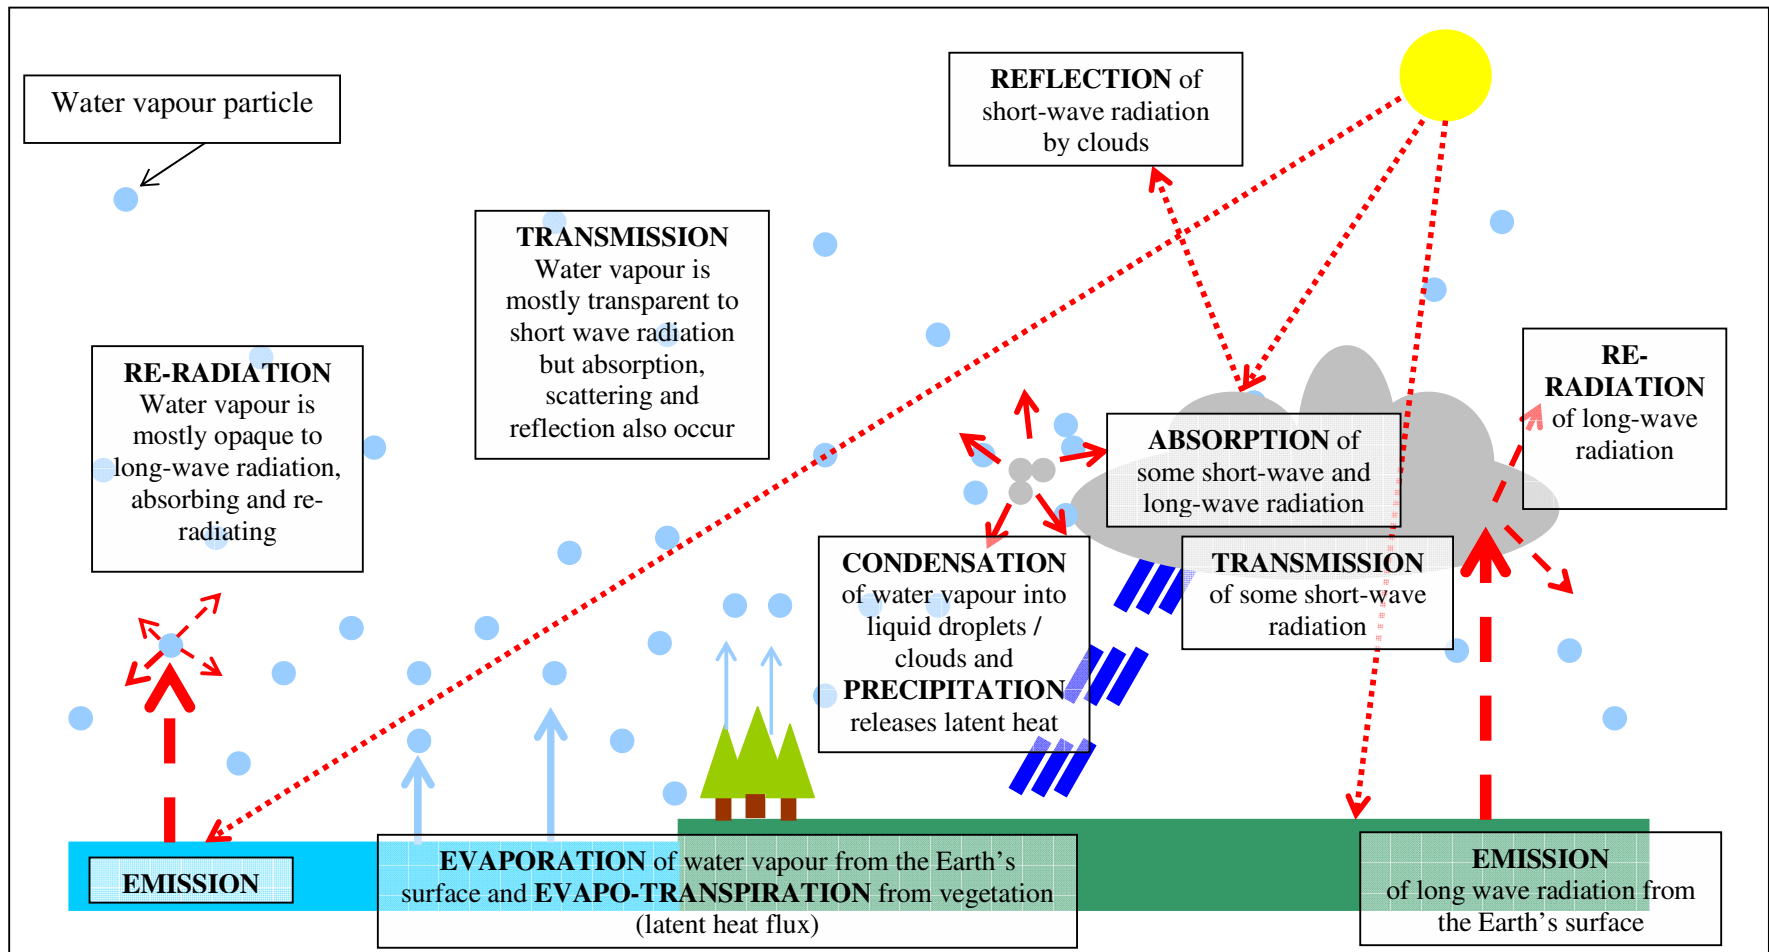 Water vapour particle
REFLECTION of
short-wave radiation
by clouds
TRANSMISSION
Water vapour is
mostly transparent to
short wave radiation
but absorption,
scattering and
reflection also occur
RE-RADIATION
Water vapour is
mostly opaque to
long-wave radiation,
absorbing and re-
radiating
RE-
RADIATION
of long-wave
radiation
ABSORPTION of
some short-wave and
long-wave radiation
CONDENSATION
of water vapour into
liquid droplets /
clouds and
PRECIPITATION
releases latent heat
TRANSMISSION
of some short-wave
radiation
EMISSION
EVAPORATION of water vapour from the Earth's
surface and EVAPO-TRANSPIRATION from vegetation
(latent heat flux)
EMISSION
of long wave radiation from
the Earth's surface